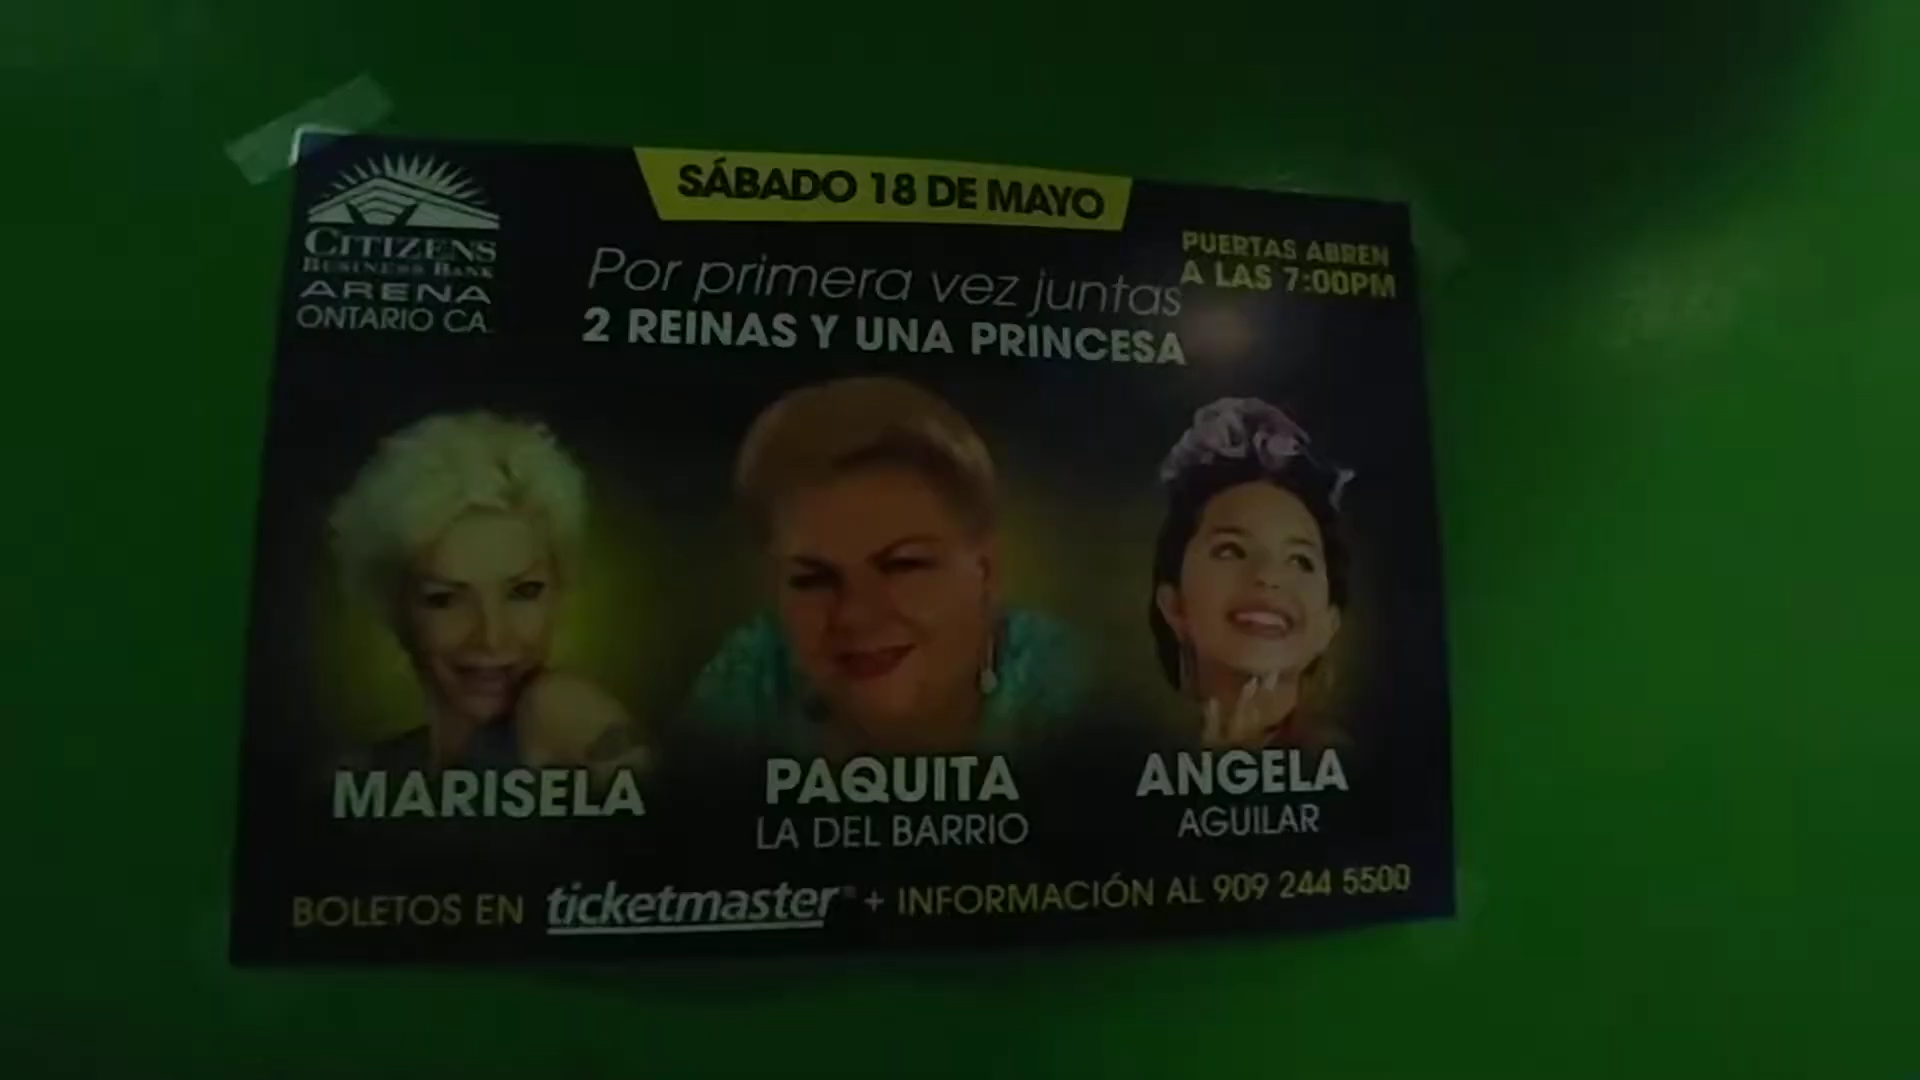 SÁBADO 18 DE MAYO
CITIZENS
BUSINESS BANK
ARENA
ONTARIO CA.
PUERTAS ABREN
A LAS 7:00PM
Por primera vez juntas
2 REINAS Y UNA PRINCESA
MARISELA
PAQUITA
LA DEL BARRIO
ANGELA
AGUILAR
BOLETOS EN ticketmaster® + INFORMACIÓN AL 909 244 5500